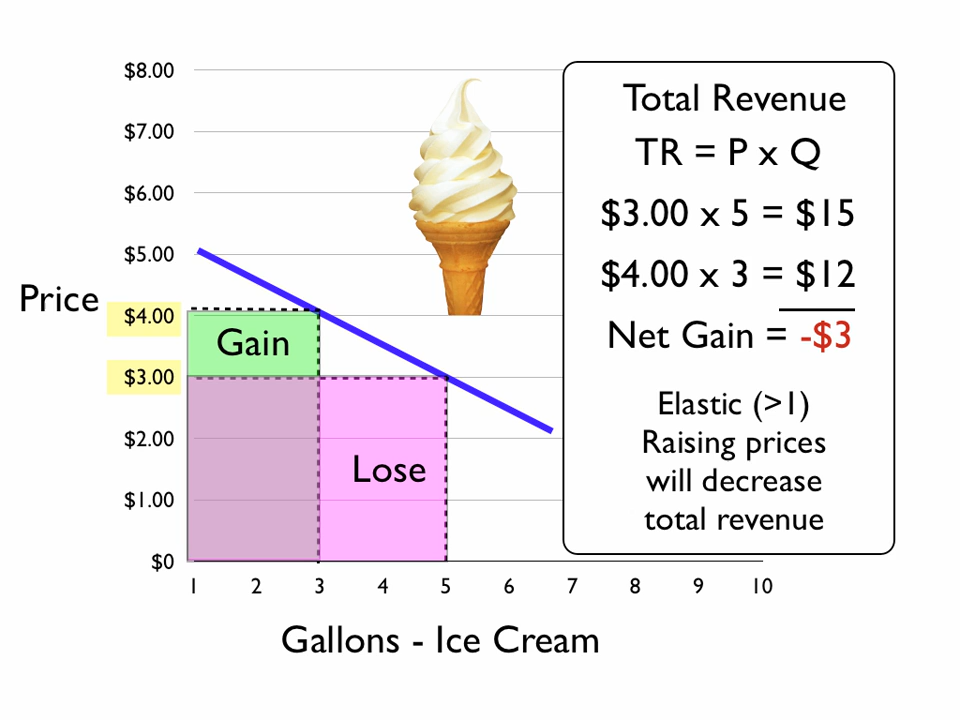 $8.00
$7.00
$6.00
$5.00
$4.00
$3.00
$2.00
$1.00
$0
Price
Gain
Lose
1 2 3 4 5 6 7 8 9 10
Gallons - Ice Cream
Total Revenue
TR = P x Q
$3.00 x 5 = $15
$4.00 x 3 = $12
Net Gain = -$3
Elastic (>1)
Raising prices
will decrease
total revenue